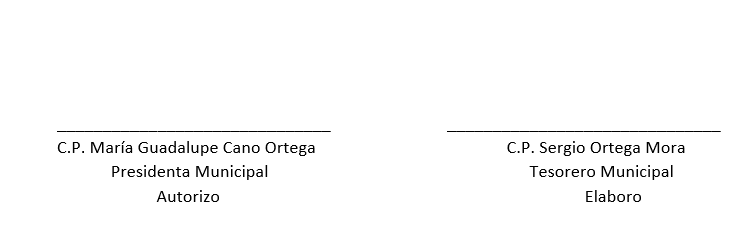 C.P. María Guadalupe Cano Ortega
Presidenta Municipal
Autorizo
C.P. Sergio Ortega Mora
Tesorero Municipal
Elaboro